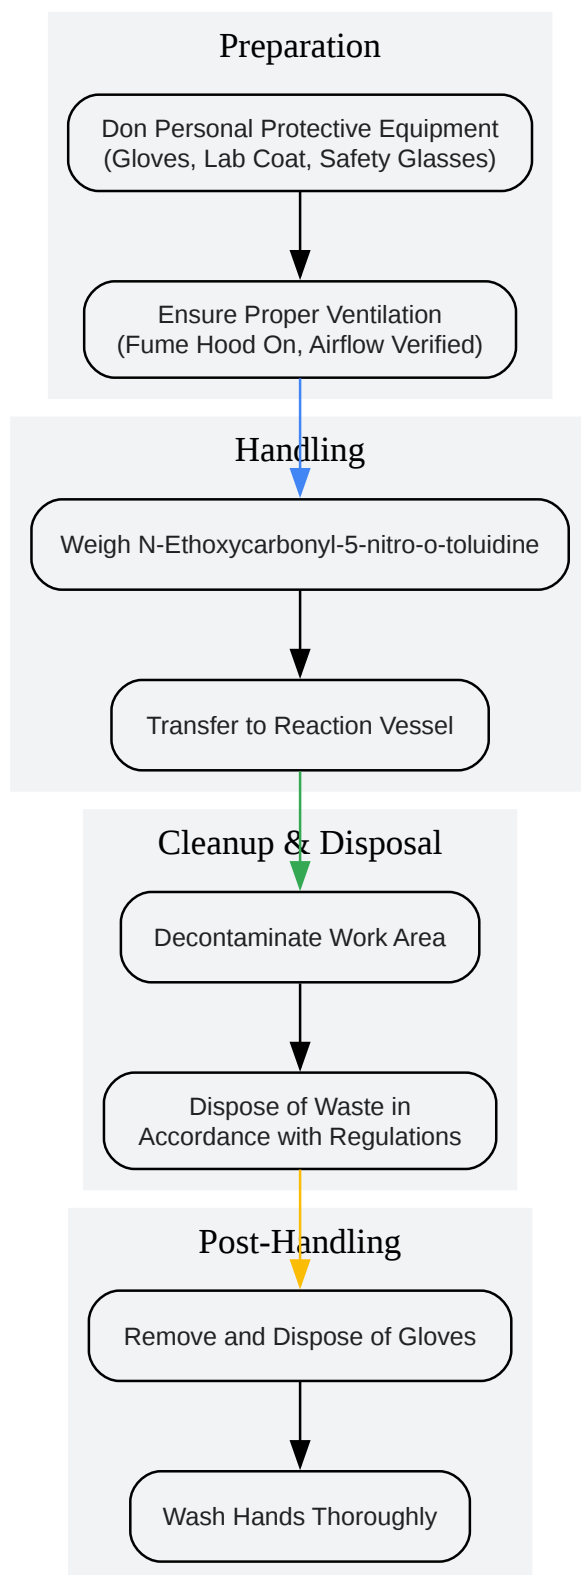 Preparation
Don Personal Protective Equipment
(Gloves, Lab Coat, Safety Glasses)
Ensure Proper Ventilation
(Fume Hood On, Airflow Verified)
Handling
Weigh N-Ethoxycarbonyl-5-nitro-o-toluidine
Transfer to Reaction Vessel
Cleanup & Disposal
Decontaminate Work Area
Dispose of Waste in
Accordance with Regulations
Post-Handling
Remove and Dispose of Gloves
Wash Hands Thoroughly